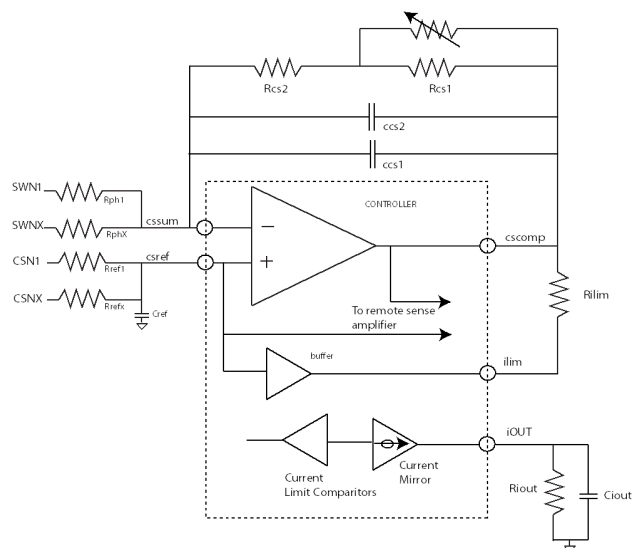 Rcs2
Rcs1
ccs2
ccs1
SWN1
Rph1
CONTROLLER
SWNX
RphX
cssum
CSN1
Rref1
csref
cscomp
CSNX
Rrefx
Cref
Rilim
To remote sense
amplifier
buffer
ilim
iOUT
Current
Limit Comparitors
Current
Mirror
Riout
Ciout